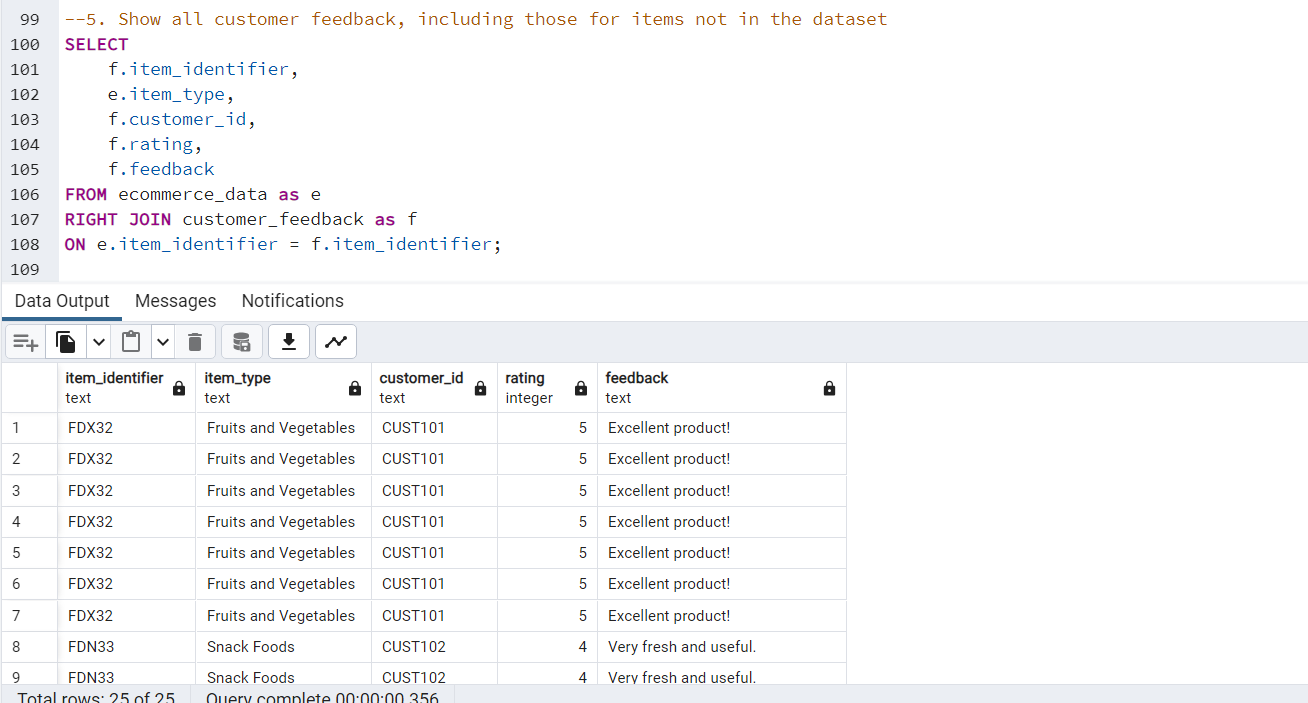 99 --5. Show all customer feedback, including those for items not in the dataset
100 SELECT
101 f.item_identifier,
102 e.item_type,
103 f.customer_id,
104 f.rating,
105 f.feedback
106 FROM ecommerce_data as e
107 RIGHT JOIN customer_feedback as f
108 ON e.item_identifier = f.item_identifier;
109
Data Output Messages Notifications
item_identifier item_type customer_id rating feedback
text text text integer text
1 FDX32 Fruits and Vegetables CUST101 5 Excellent product!
2 FDX32 Fruits and Vegetables CUST101 5 Excellent product!
3 FDX32 Fruits and Vegetables CUST101 5 Excellent product!
4 FDX32 Fruits and Vegetables CUST101 5 Excellent product!
5 FDX32 Fruits and Vegetables CUST101 5 Excellent product!
6 FDX32 Fruits and Vegetables CUST101 5 Excellent product!
7 FDX32 Fruits and Vegetables CUST101 5 Excellent product!
8 FDN33 Snack Foods CUST102 4 Very fresh and useful.
9 FDN33 Snack Foods CUST102 4 Very fresh and useful.
Total rows: 25 of 25 Query complete 00:00:00.356